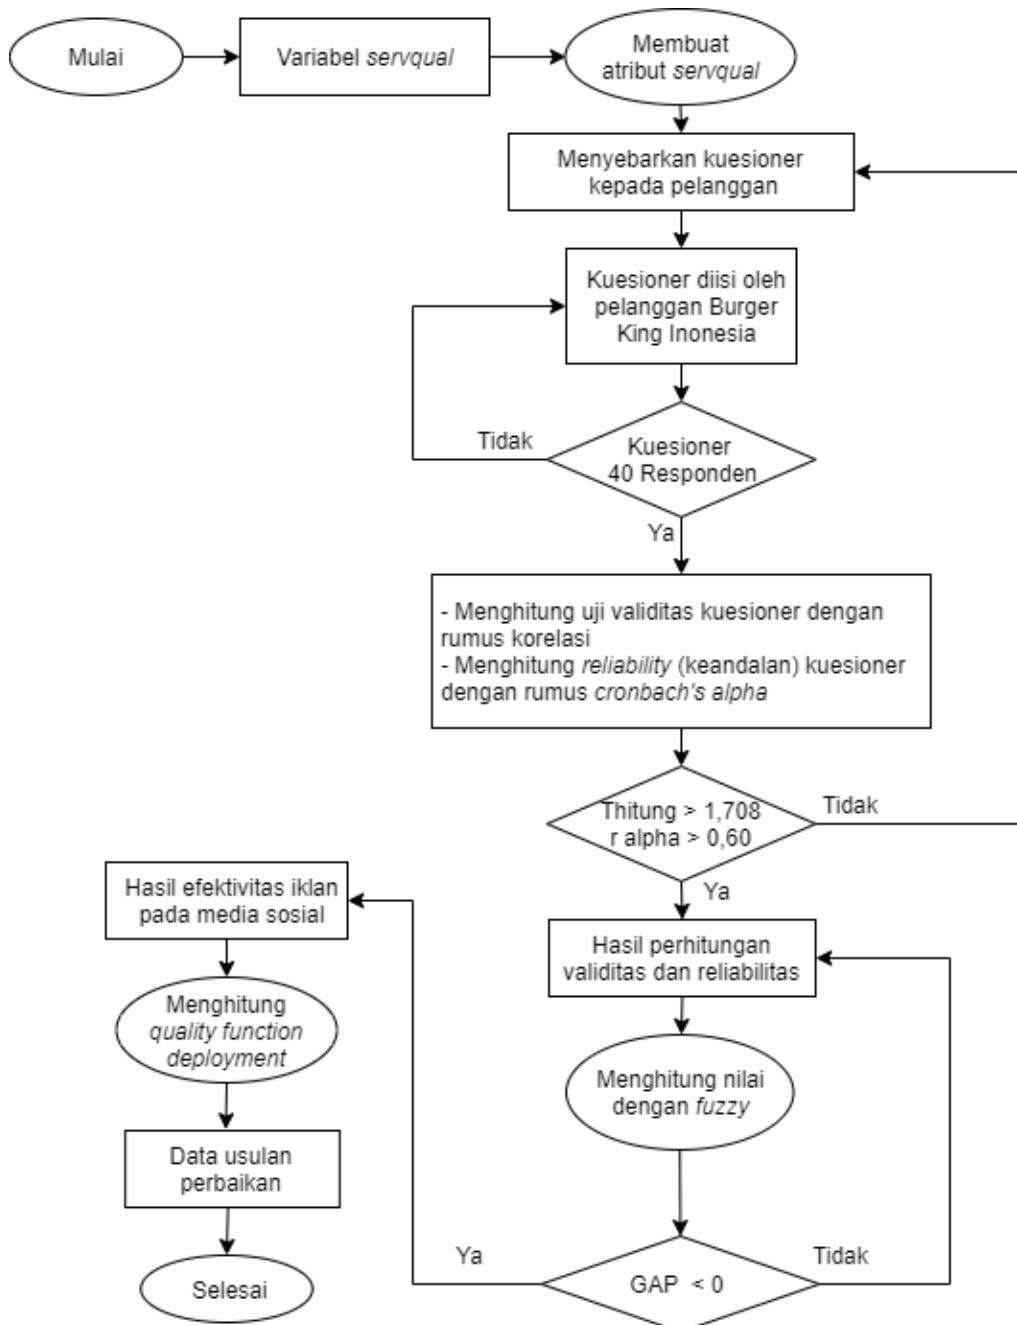 Mulai
Variabel servqual
Membuat
atribut servqual
Menyebarkan kuesioner
kepada pelanggan
Kuesioner diisi oleh
pelanggan Burger
King Inonesia
Tidak
Kuesioner
40 Responden
Ya
- Menghitung uji validitas kuesioner dengan
rumus korelasi
- Menghitung reliability (keandalan) kuesioner
dengan rumus cronbach's alpha
Thitung > 1,708
r alpha > 0,60
Tidak
Ya
Hasil perhitungan
validitas dan reliabilitas
Menghitung nilai
dengan fuzzy
GAP < 0
Tidak
Ya
Hasil efektivitas iklan
pada media sosial
Menghitung
quality function
deployment
Data usulan
perbaikan
Selesai